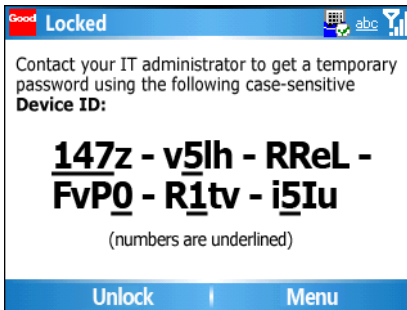 Good Locked abc
Contact your IT administrator to get a temporary
password using the following case-sensitive
Device ID:
147z - v5lh - RReL -
FvP0 - R1tv - i5Iu
(numbers are underlined)
Unlock Menu